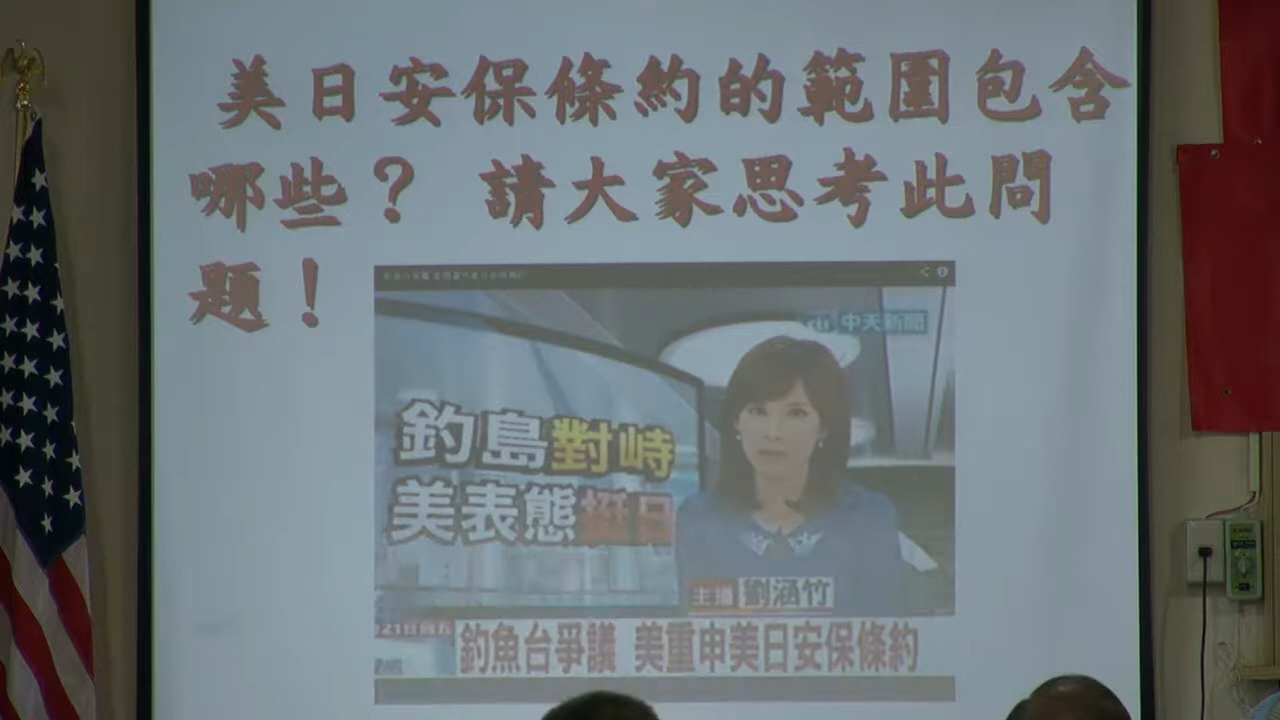 美日安保條約的範圍包含
哪些？ 請大家思考此問
題！
中天新聞
釣島對峙
美表態挺日
主播 劉涵竹
釣魚台爭議 美重申美日安保條約